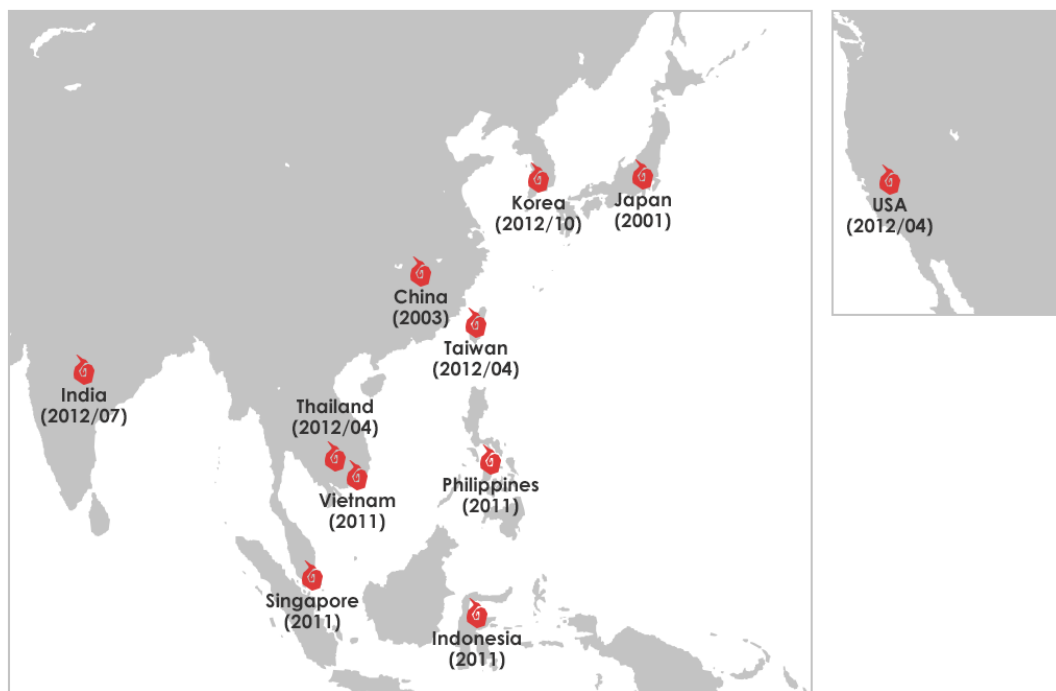 Korea
(2012/10)
Japan
(2001)
USA
(2012/04)
China
(2003)
Taiwan
(2012/04)
India
(2012/07)
Thailand
(2012/04)
Vietnam
(2011)
Philippines
(2011)
Singapore
(2011)
Indonesia
(2011)